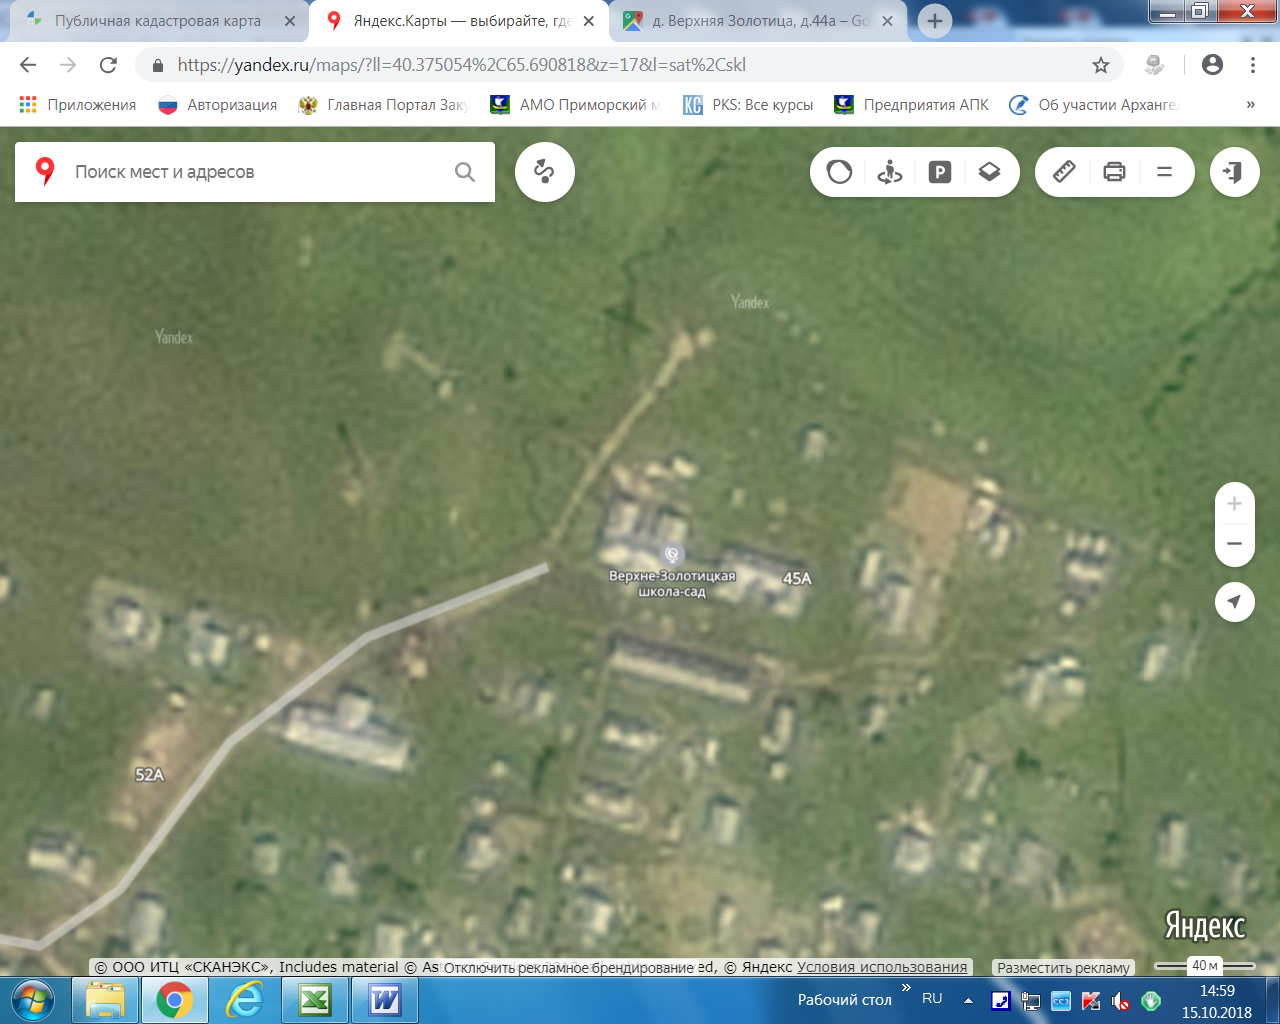 Публичная кадастровая карта
Яндекс.Карты — выбирайте, где
д. Верхняя Золотица, д.44а – Go
https://yandex.ru/maps/?ll=40.375054%2C65.690818&z=17&l=sat%2Cskl
Приложения
Авторизация
Главная Портал Заку
АМО Приморский м
PKS: Все курсы
Предприятия АПК
Об участии Арханге
»
Поиск мест и адресов
P
Yandex
Yandex
Верхне-Золотицкая
школа-сад
45А
52А
Яндекс
© ООО ИТЦ «СКАНЭКС», Includes material © As
Отключить рекламное брендирование
ed, © Яндекс
Условия использования
Разместить рекламу
40 м
Рабочий стол
»
RU
14:59
15.10.2018